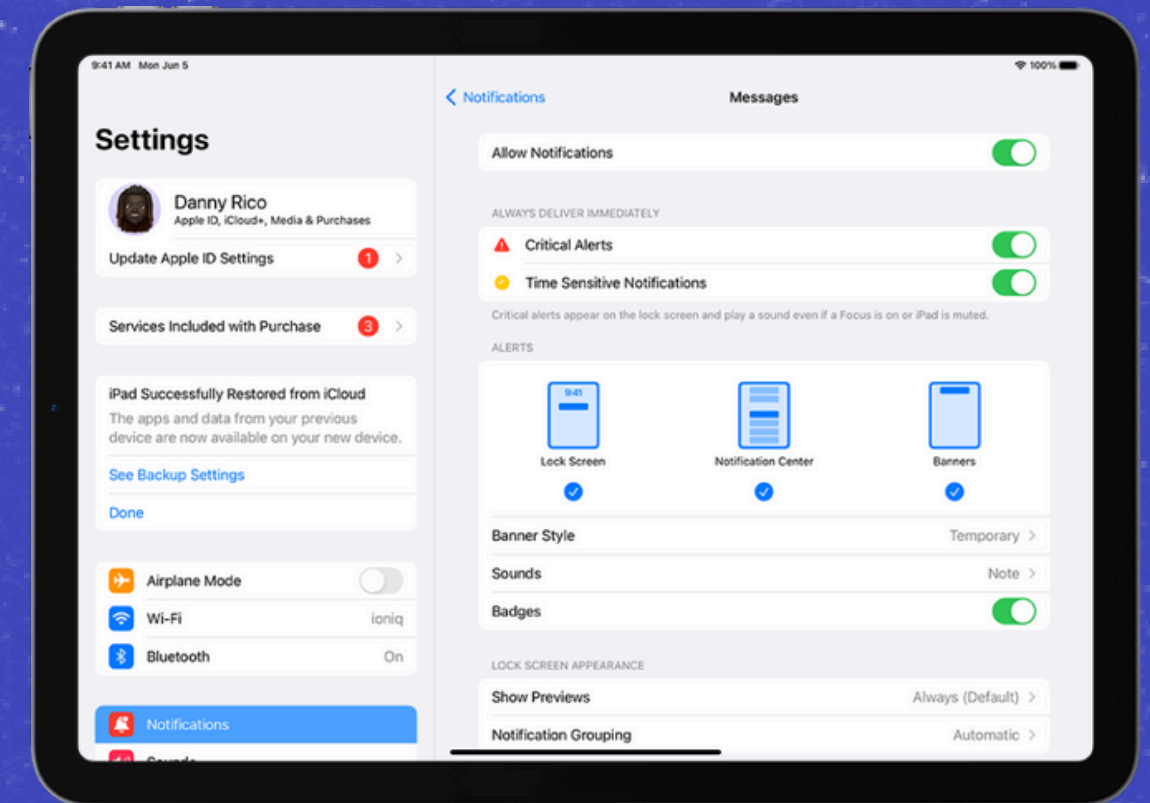 9:41 AM Mon Jun 5
100%
Settings
Danny Rico
Apple ID, iCloud+, Media & Purchases
Update Apple ID Settings
1
Services Included with Purchase
3
iPad Successfully Restored from iCloud
The apps and data from your previous
device are now available on your new device.
See Backup Settings
Done
Airplane Mode
Wi-Fi
ioniq
Bluetooth
On
Notifications
Sounds
Notifications
Messages
Allow Notifications
ALWAYS DELIVER IMMEDIATELY
Critical Alerts
Time Sensitive Notifications
Critical alerts appear on the lock screen and play a sound even if a Focus is on or iPad is muted.
ALERTS
9:41
Lock Screen
Notification Center
Banners
Banner Style
Temporary
Sounds
Note
Badges
LOCK SCREEN APPEARANCE
Show Previews
Always (Default)
Notification Grouping
Automatic